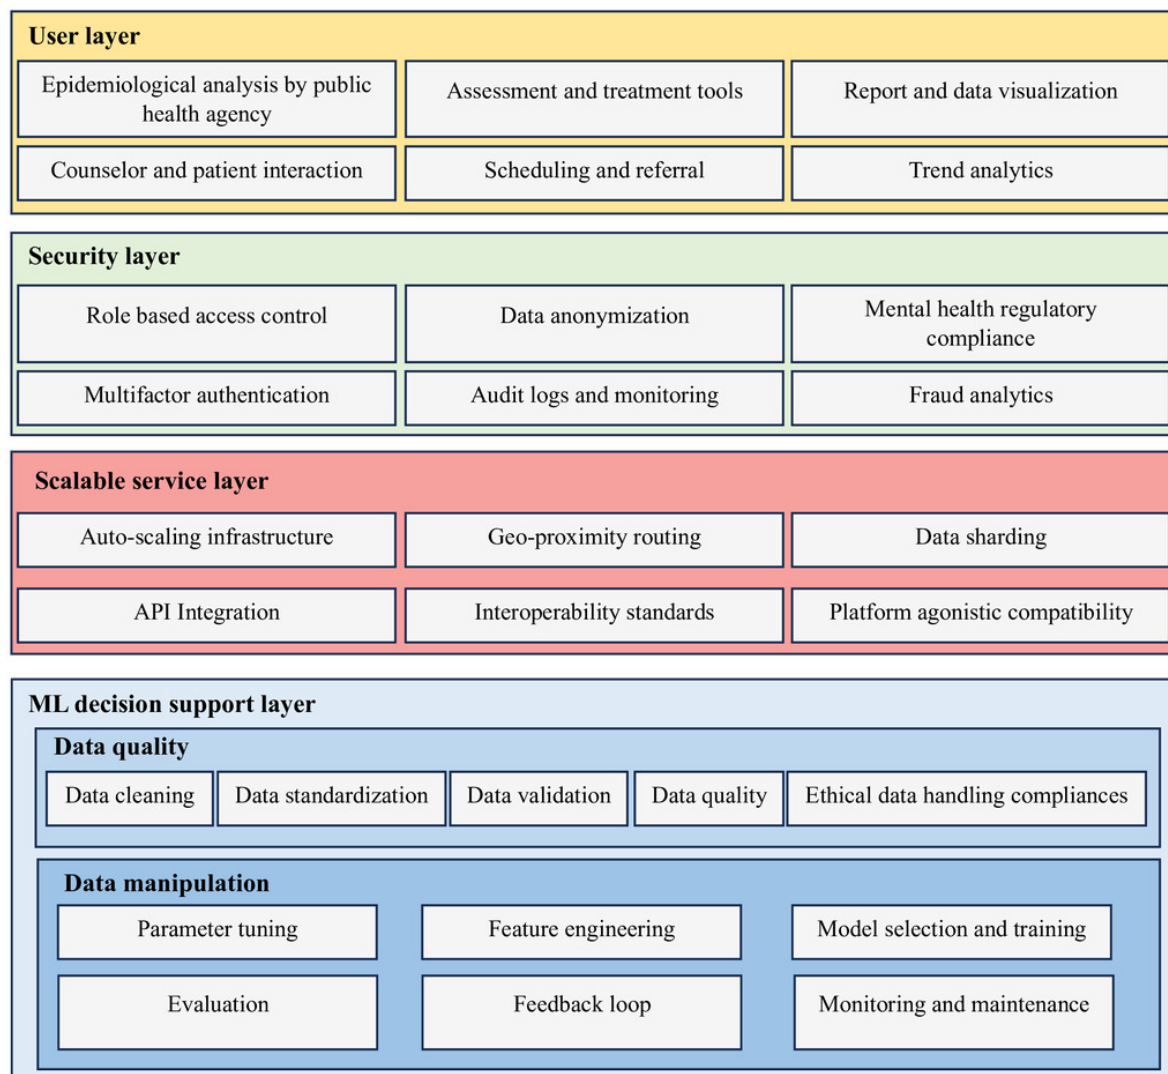 User layer
Epidemiological analysis by public
health agency
Assessment and treatment tools
Report and data visualization
Counselor and patient interaction
Scheduling and referral
Trend analytics
Security layer
Role based access control
Data anonymization
Mental health regulatory
compliance
Multifactor authentication
Audit logs and monitoring
Fraud analytics
Scalable service layer
Auto-scaling infrastructure
Geo-proximity routing
Data sharding
API Integration
Interoperability standards
Platform agonistic compatibility
ML decision support layer
Data quality
Data cleaning
Data standardization
Data validation
Data quality
Ethical data handling compliances
Data manipulation
Parameter tuning
Feature engineering
Model selection and training
Evaluation
Feedback loop
Monitoring and maintenance